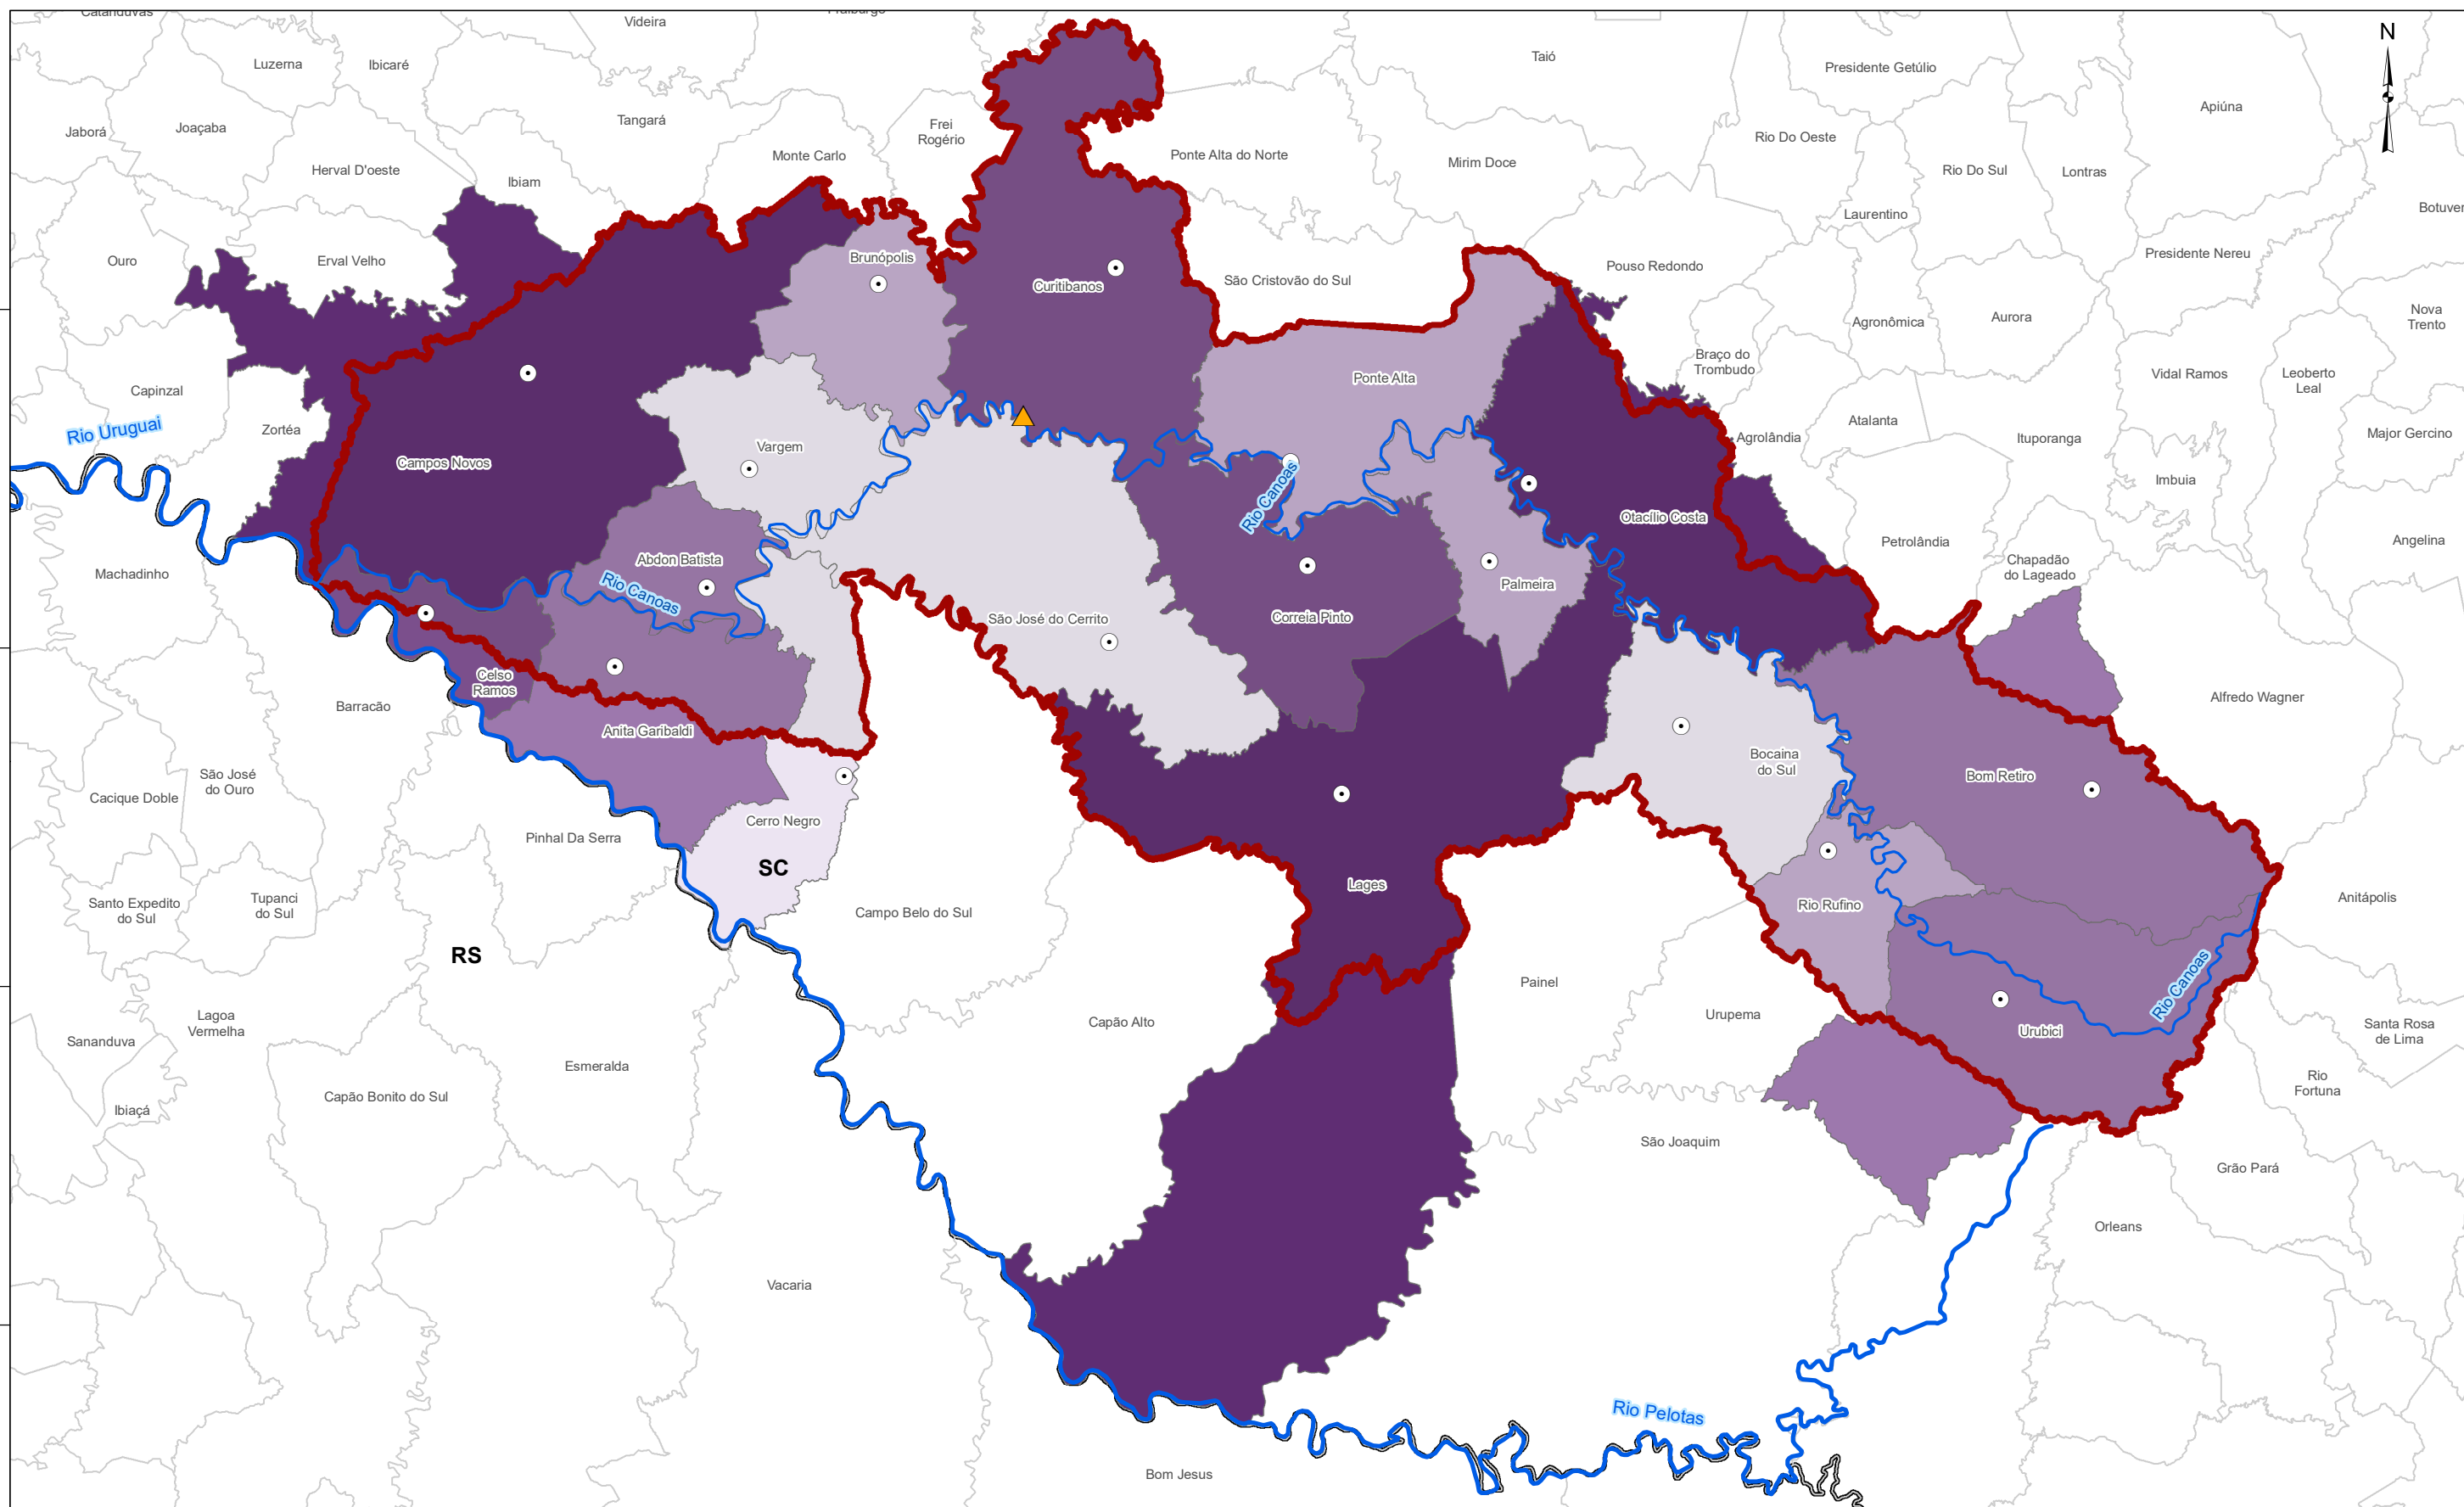 Catanduvas
Videira
Fraiburgo
N
Luzerna
Ibicaré
Taió
Presidente Getúlio
Apiúna
Jaborá
Joaçaba
Tangará
Frei
Rogério
Rio Do Oeste
Monte Carlo
Ponte Alta do Norte
Mirim Doce
Herval D'oeste
Ibiam
Rio Do Sul
Lontras
Laurentino
Botuver
Ouro
Erval Velho
Brunópolis
Curitibanos
São Cristovão do Sul
Pouso Redondo
Presidente Nereu
Nova
Trento
Agronômica
Aurora
Braço do
Trombudo
Capinzal
Ponte Alta
Vidal Ramos
Leoberto
Leal
Rio Uruguai
Zortéa
Campos Novos
Vargem
Agrolândia
Atalanta
Ituporanga
Major Gercino
Imbuia
Rio Canoas
Otacílio Costa
Machadinho
Abdon Batista
Rio Canoas
Palmeira
Petrolândia
Chapadão
do Lageado
Angelina
São José do Cerrito
Correia Pinto
Celso
Ramos
Barracão
Anita Garibaldi
Alfredo Wagner
Bocaina
do Sul
Bom Retiro
São José
do Ouro
Cacique Doble
Pinhal Da Serra
Cerro Negro
SC
Lages
Santo Expedito
do Sul
Tupanci
do Sul
Campo Belo do Sul
Rio Rufino
Anitápolis
RS
Painel
Rio Canoas
Lagoa
Vermelha
Capão Alto
Urupema
Urubici
Sananduva
Santa Rosa
de Lima
Esmeralda
Capão Bonito do Sul
Ibiaçá
Rio
Fortuna
São Joaquim
Grão Pará
Orleans
Vacaria
Rio Pelotas
Bom Jesus